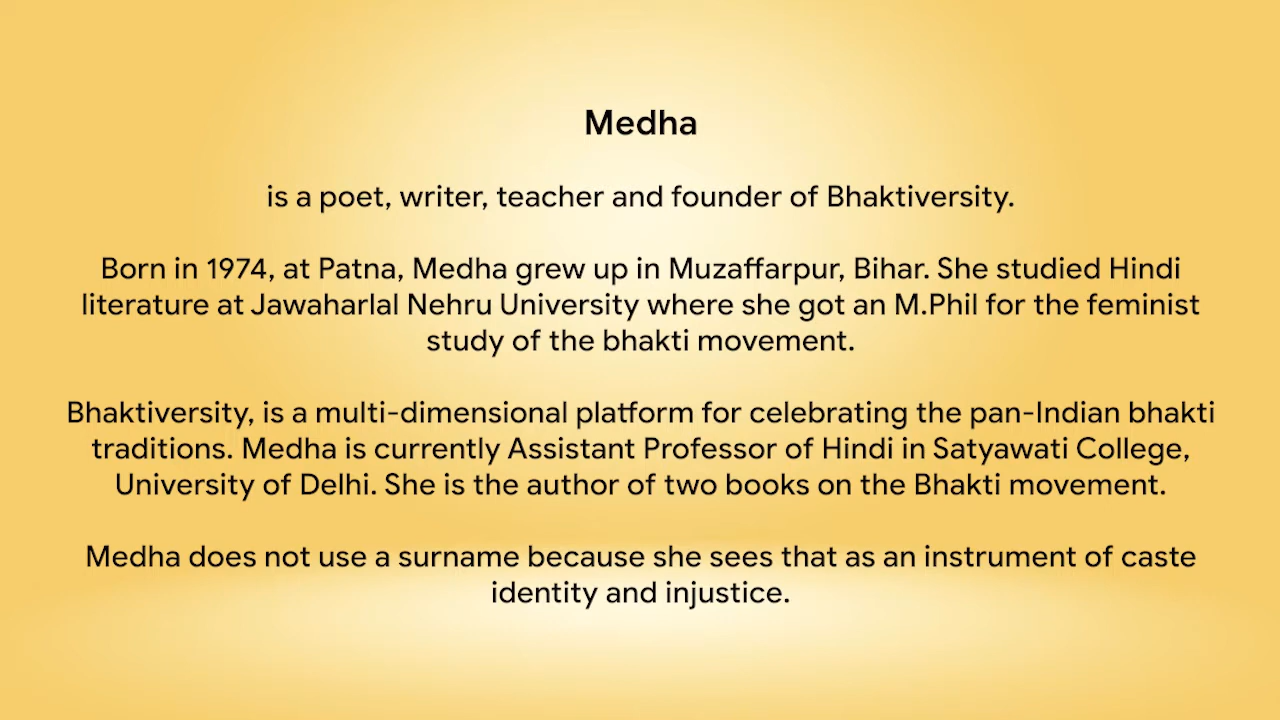 Medha
is a poet, writer, teacher and founder of Bhaktiversity.
Born in 1974, at Patna, Medha grew up in Muzaffarpur, Bihar. She studied Hindi
literature at Jawaharlal Nehru University where she got an M.Phil for the feminist
study of the bhakti movement.
Bhaktiversity, is a multi-dimensional platform for celebrating the pan-Indian bhakti
traditions. Medha is currently Assistant Professor of Hindi in Satyawati College,
University of Delhi. She is the author of two books on the Bhakti movement.
Medha does not use a surname because she sees that as an instrument of caste
identity and injustice.